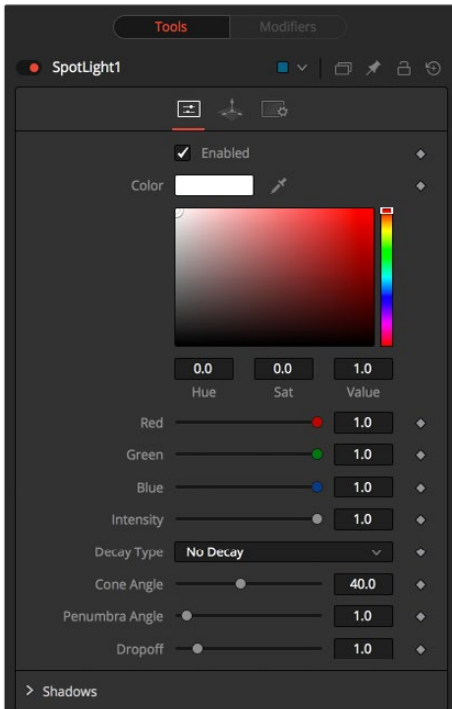 Tools Modifiers
SpotLight1
Enabled
Color
0.0 0.0 1.0
Hue Sat Value
Red 1.0
Green 1.0
Blue 1.0
Intensity 1.0
Decay Type No Decay
Cone Angle 40.0
Penumbra Angle 1.0
Dropoff 1.0
Shadows